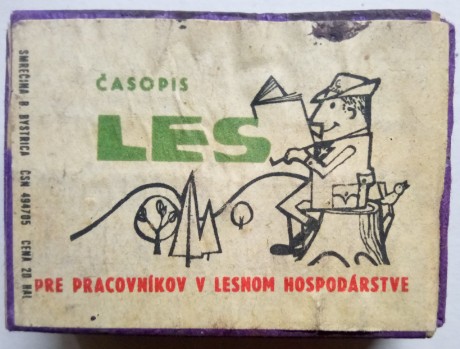 SMREČINA B. BYSTRICA ČSN 494705 CENA 20 HAL
ČASOPIS
LES
PRE PRACOVNÍKOV V LESNOM HOSPODÁRSTVE